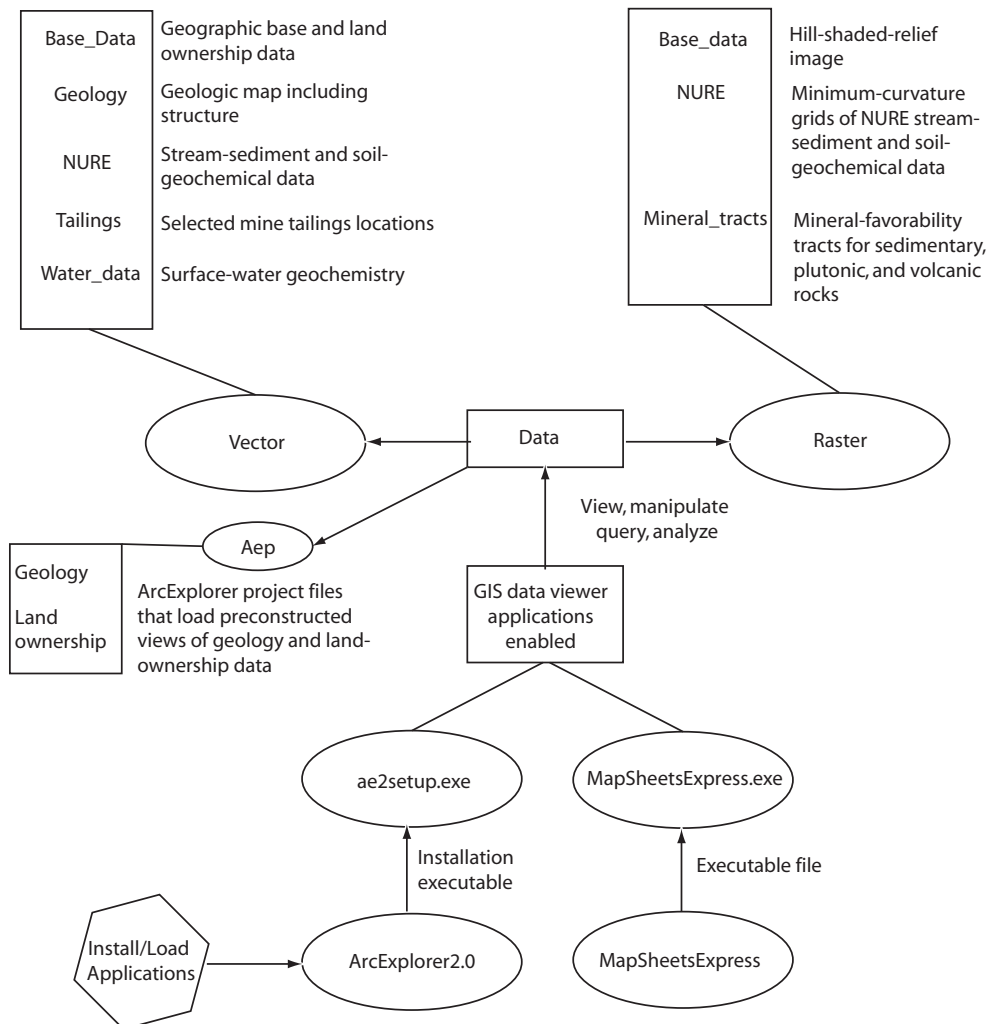 Base_Data
Geographic base and land
ownership data
Geology
Geologic map including
structure
NURE
Stream-sediment and soil-
geochemical data
Tailings
Selected mine tailings locations
Water_data
Surface-water geochemistry
Base_data
Hill-shaded-relief
image
NURE
Minimum-curvature
grids of NURE stream-
sediment and soil-
geochemical data
Mineral_tracts
Mineral-favorability
tracts for sedimentary,
plutonic, and volcanic
rocks
Vector
Data
Raster
View, manipulate
query, analyze
Aep
Geology
Land
ownership
ArcExplorer project files
that load preconstructed
views of geology and land-
ownership data
GIS data viewer
applications
enabled
ae2setup.exe
MapSheetsExpress.exe
Installation
executable
Executable file
Install/Load
Applications
ArcExplorer2.0
MapSheetsExpress